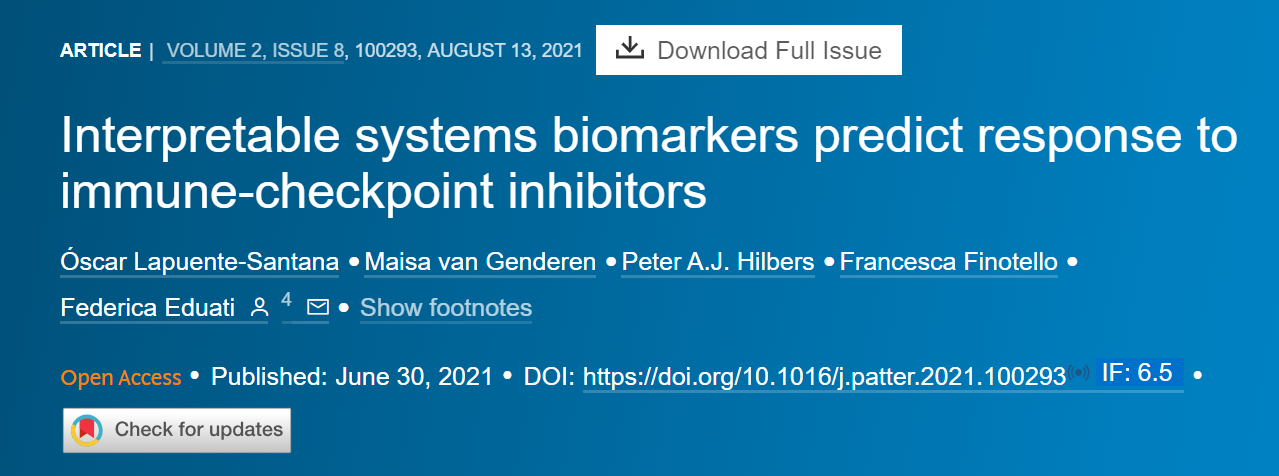 ARTICLE | VOLUME 2, ISSUE 8, 100293, AUGUST 13, 2021 Download Full Issue
Interpretable systems biomarkers predict response to
immune-checkpoint inhibitors
Óscar Lapuente-Santana • Maisa van Genderen • Peter A.J. Hilbers • Francesca Finotello •
Federica Eduati 4 • Show footnotes
Open Access • Published: June 30, 2021 • DOI: https://doi.org/10.1016/j.patter.2021.100293 IF: 6.5 •
Check for updates